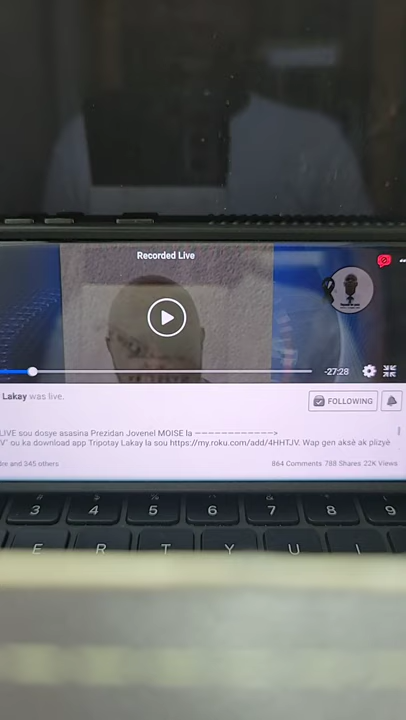 Recorded Live
-27:28
Lakay was live.
FOLLOWING
LIVE sou dosye asasina Prezidan Jovenel MOISE la ———————————>
V" ou ka download app Tripotay Lakay la sou https://my.roku.com/add/4HHTJV. Wap gen aksè ak plizyè
and 345 others
864 Comments 788 Shares 22K Views
3 4 5 6 7 8 9
E R T Y U I